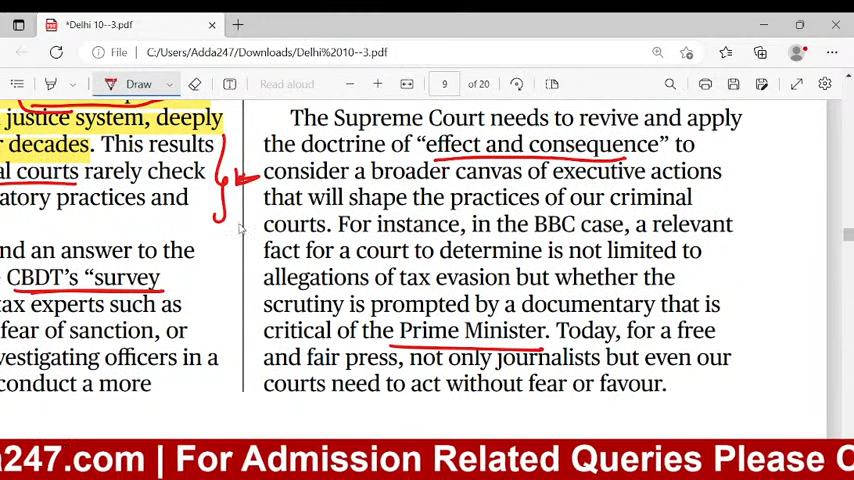 *Delhi 10--3.pdf
File
C:/Users/Adda247/Downloads/Delhi%2010--3.pdf
Draw
Read aloud
9
of 20
justice system, deeply
decades. This results
al courts rarely check
atory practices and
nd an answer to the
CBDT's "survey
tax experts such as
fear of sanction, or
vestigating officers in a
conduct a more
The Supreme Court needs to revive and apply
the doctrine of "effect and consequence" to
consider a broader canvas of executive actions
that will shape the practices of our criminal
courts. For instance, in the BBC case, a relevant
fact for a court to determine is not limited to
allegations of tax evasion but whether the
scrutiny is prompted by a documentary that is
critical of the Prime Minister. Today, for a free
and fair press, not only journalists but even our
courts need to act without fear or favour.
a247.com | For Admission Related Queries Please C